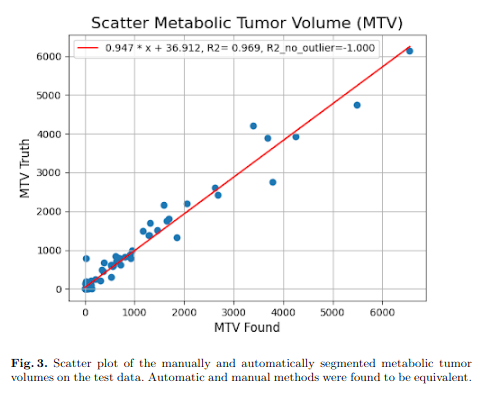 Scatter Metabolic Tumor Volume (MTV)
0.947 * x + 36.912, R2= 0.969, R2_no_outlier=-1.000
6000
5000
4000
3000
2000
1000
0
MTV Truth
0 1000 2000 3000 4000 5000 6000
MTV Found
Fig. 3. Scatter plot of the manually and automatically segmented metabolic tumor
volumes on the test data. Automatic and manual methods were found to be equivalent.